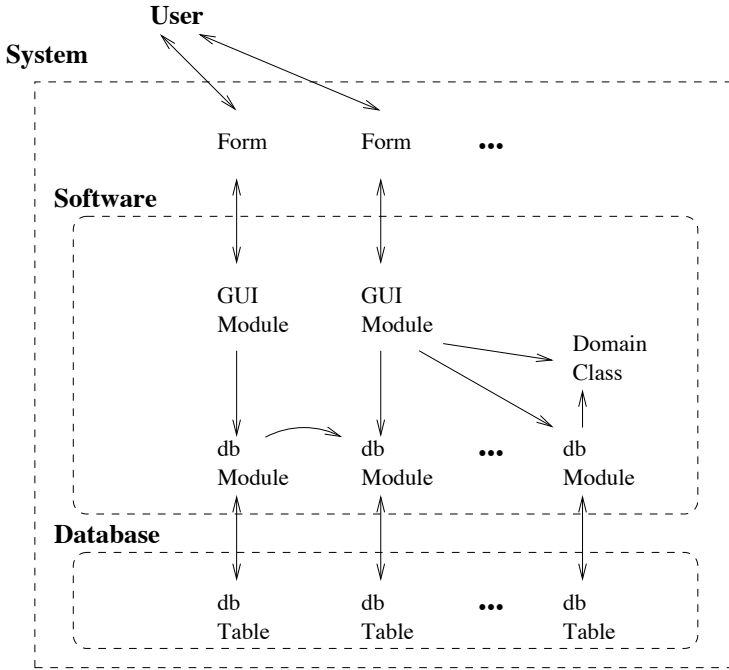 User
System
Form Form ...
Software
GUI Module
GUI Module
Domain Class
db Module
db Module
...
db Module
Database
db Table
db Table
...
db Table